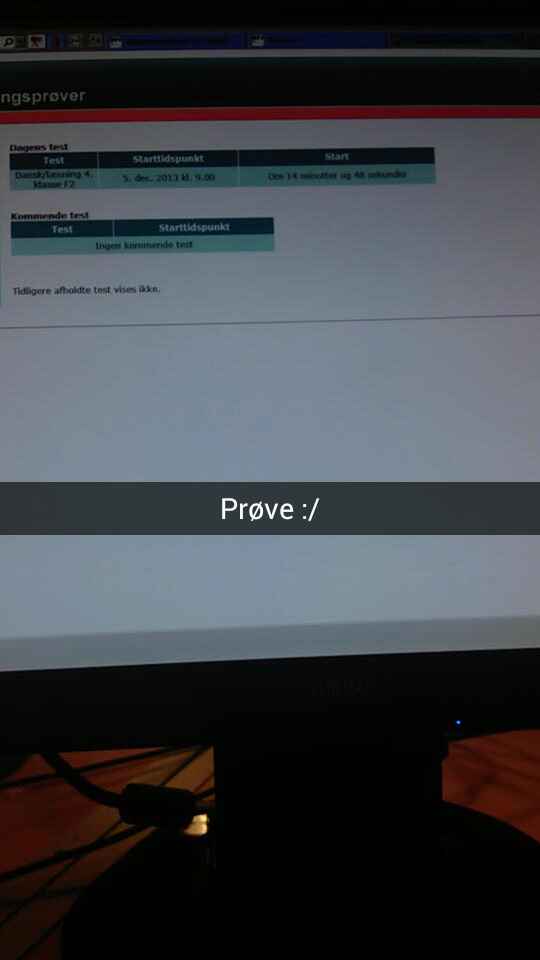 ngsprøver
Dagens test
Test Starttidspunkt Start
Dansk/læsning 4. 5. dec. 2013 kl. 9.00 Om 14 minutter og 48 sekunder
klasse F2
Kommende test
Test Starttidspunkt
Ingen kommende test
Tidligere afholdte test vises ikke.
Prøve :/